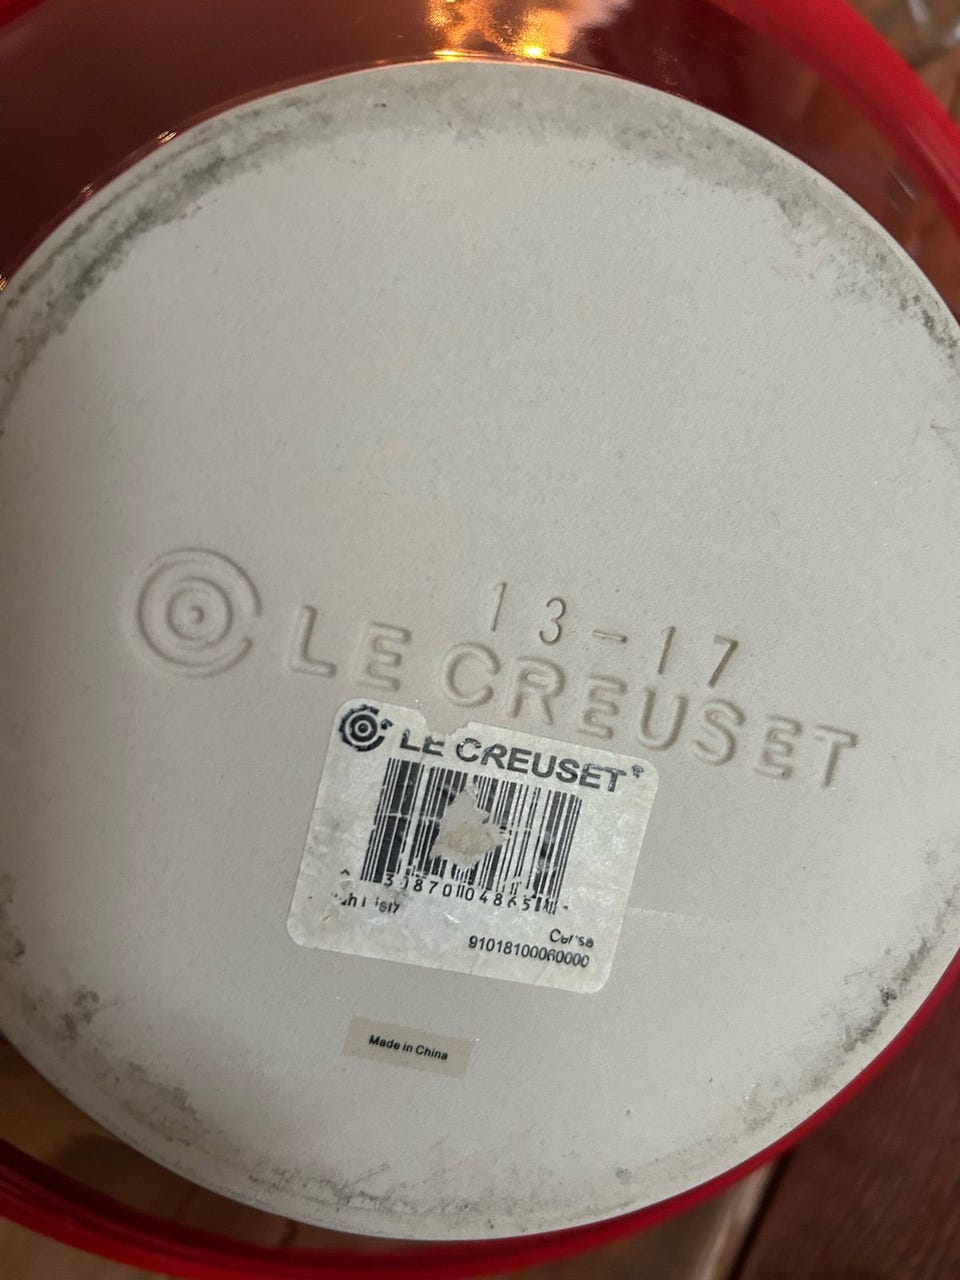 13-17
LE CREUSET
LE CREUSET®
Cerise
91018100060000
Made in China